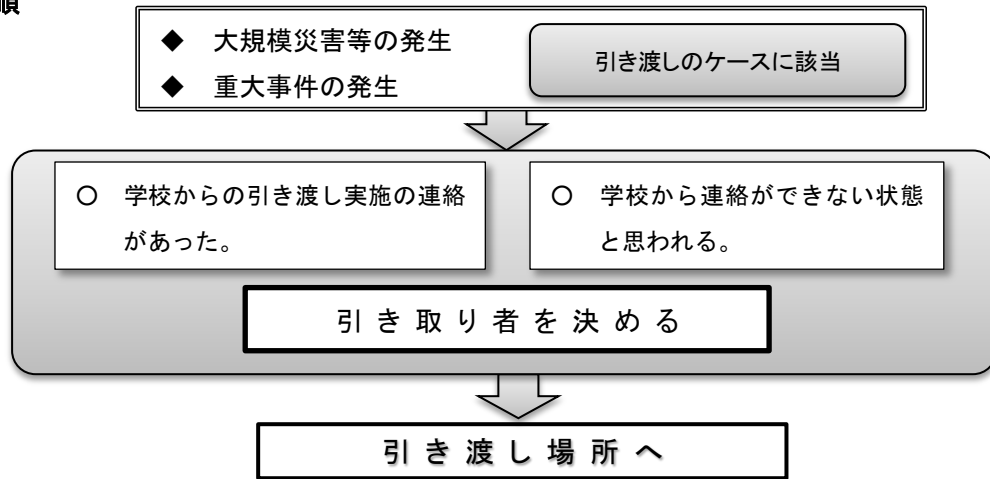 順
◆ 大規模災害等の発生
◆ 重大事件の発生
引き渡しのケースに該当
○ 学校からの引き渡し実施の連絡
があった。
○ 学校から連絡ができない状態
と思われる。
引き取り者を決める
引き渡し場所へ